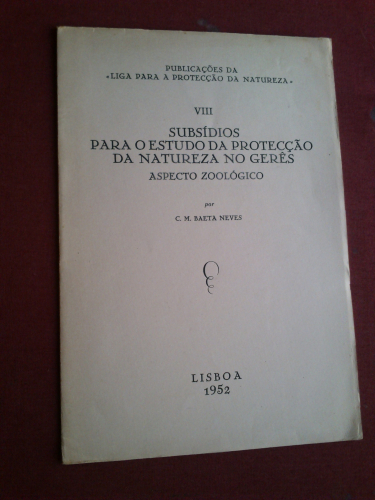 PUBLICAÇÕES DA
«LIGA PARA A PROTECÇÃO DA NATUREZA»
VIII
SUBSÍDIOS
PARA O ESTUDO DA PROTECÇÃO
DA NATUREZA NO GERÊS
ASPECTO ZOOLÓGICO
por
C. M. BAETA NEVES
LISBOA
1952